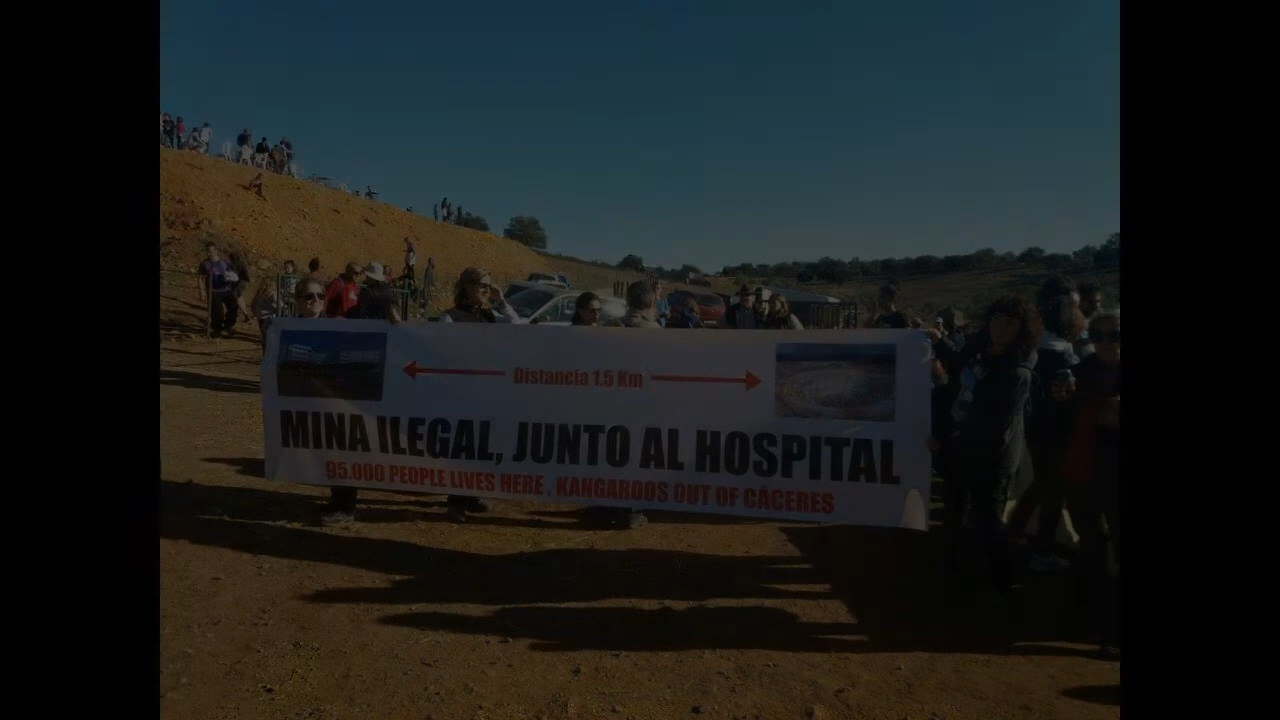 Distancia 1.5 Km
MINA ILEGAL, JUNTO AL HOSPITAL
95.000 PEOPLE LIVES HERE , KANGAROOS OUT OF CÁCERES